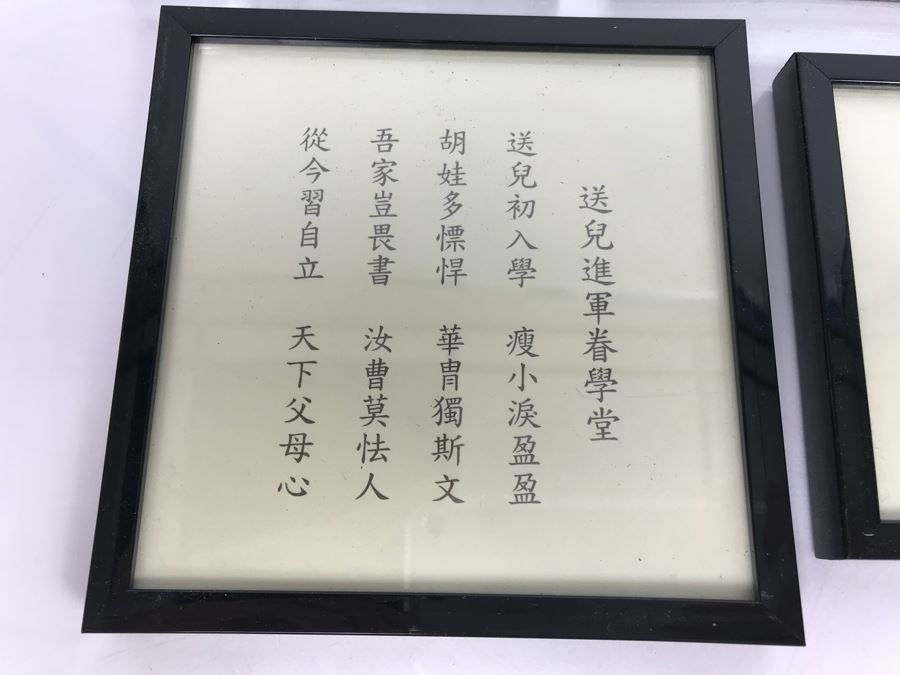 送兒進軍眷學堂
送兒初入學 瘦小淚盈盈
胡娃多慓悍 華胄獨斯文
吾家豈畏書 汝曹莫怯人
從今習自立 天下父母心